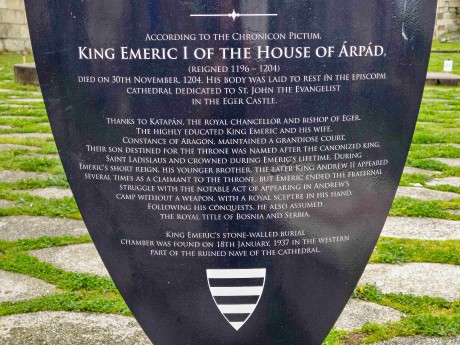 According to the Chronicon Pictum,
King Emeric I of the House of Árpád,
(reigned 1196 – 1204)
died on 30th November, 1204. His body was laid to rest in the episcopal
cathedral, dedicated to St. John the Evangelist
in the Eger Castle.
Thanks to Katapán, the royal chancellor and bishop of Eger,
the highly educated King Emeric and his wife,
Constance of Aragon, maintained a grandiose court.
Their son destined for the throne was named after the canonized king,
Saint Ladislaus and crowned during Emeric's lifetime. During
Emeric's short reign, his younger brother, the later King Andrew II appeared
several times as a claimant to the throne, but Emeric ended the fraternal
struggle with the notable act of appearing in Andrew's
camp without a weapon, with a royal sceptre in his hand.
Following his conquests, he also assumed
the royal title of Bosnia and Serbia.
King Emeric's stone-walled burial
chamber was found on 18th January, 1937 in the western
part of the ruined nave of the cathedral.